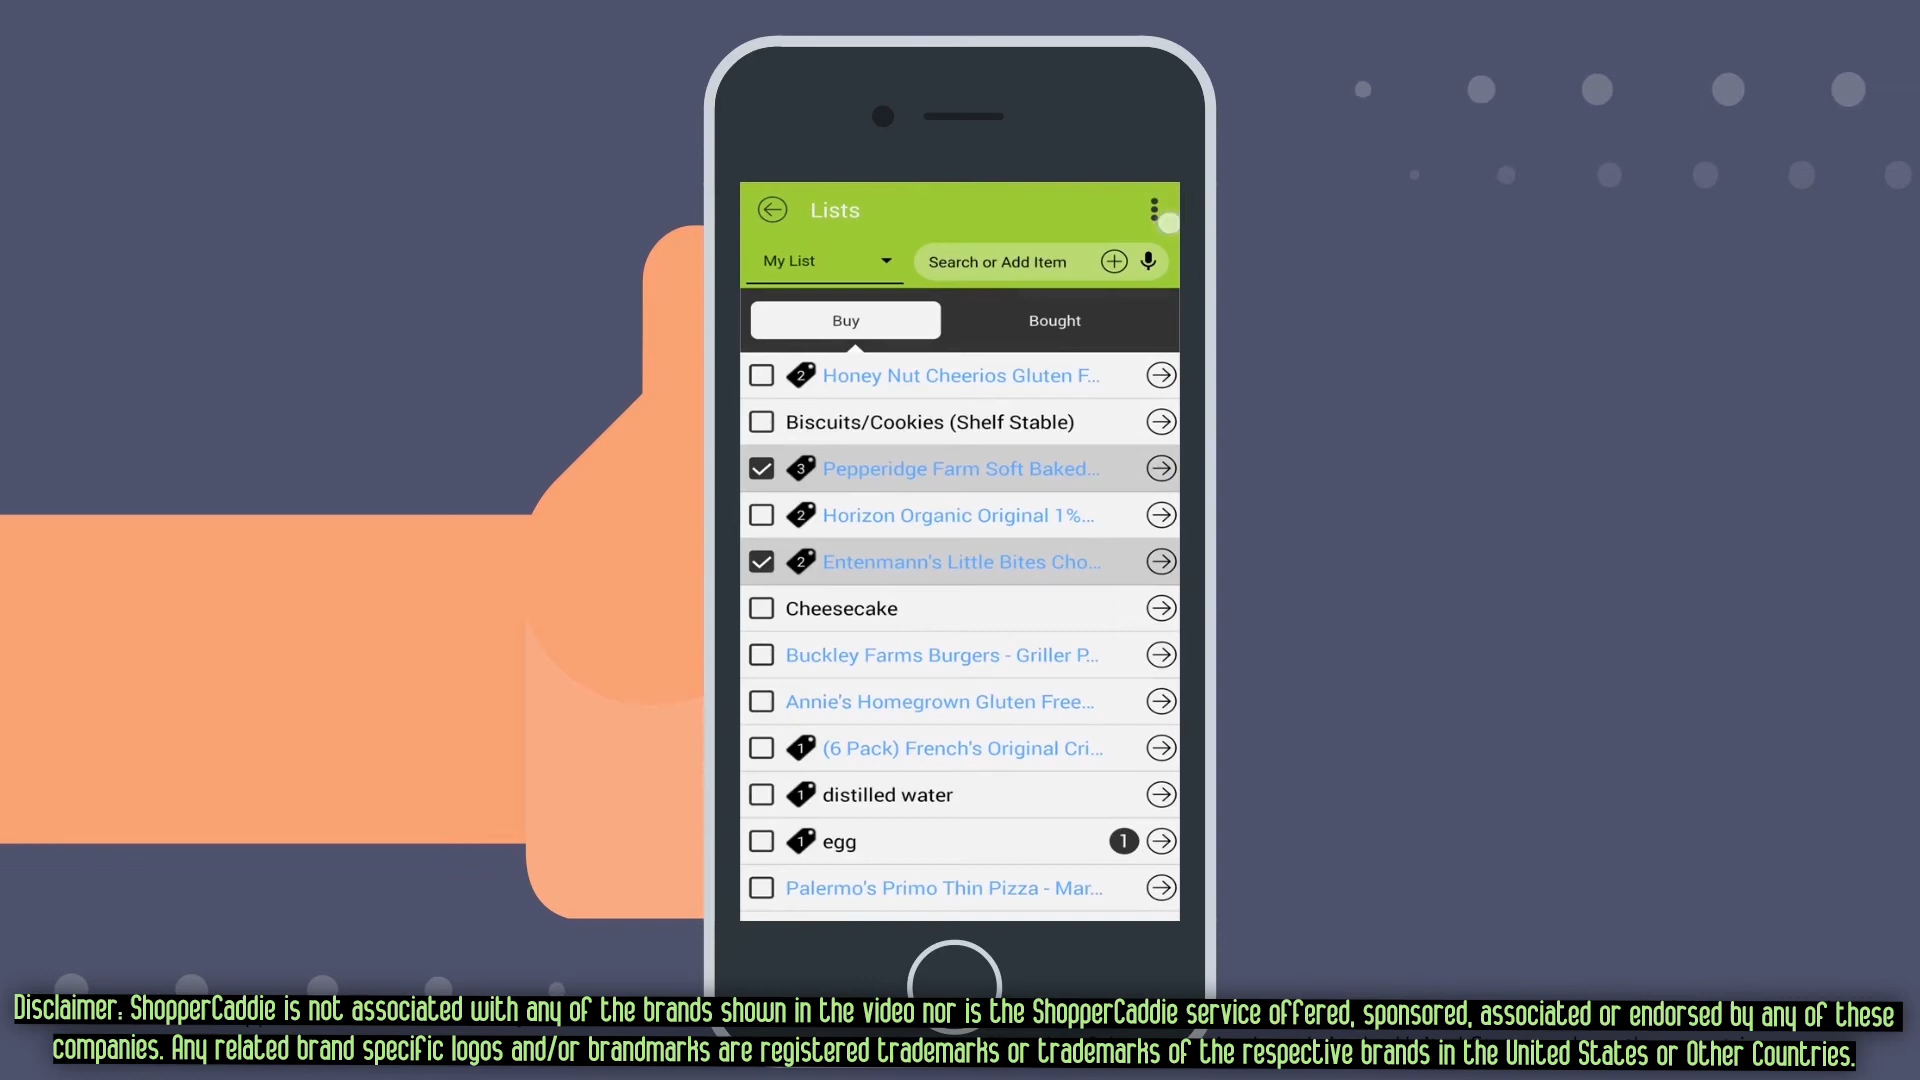 Lists
My List
Search or Add Item
Buy
Bought
2 Honey Nut Cheerios Gluten F...
Biscuits/Cookies (Shelf Stable)
3 Pepperidge Farm Soft Baked...
2 Horizon Organic Original 1%...
2 Entenmann's Little Bites Cho...
Cheesecake
Buckley Farms Burgers - Griller P...
Annie's Homegrown Gluten Free...
1 (6 Pack) French's Original Cri...
1 distilled water
1 egg 1
Palermo's Primo Thin Pizza - Mar...
Disclaimer: ShopperCaddie is not associated with any of the brands shown in the video nor is the ShopperCaddie service offered, sponsored, associated or endorsed by any of these
companies. Any related brand specific logos and/or brandmarks are registered trademarks or trademarks of the respective brands in the United States or Other Countries.